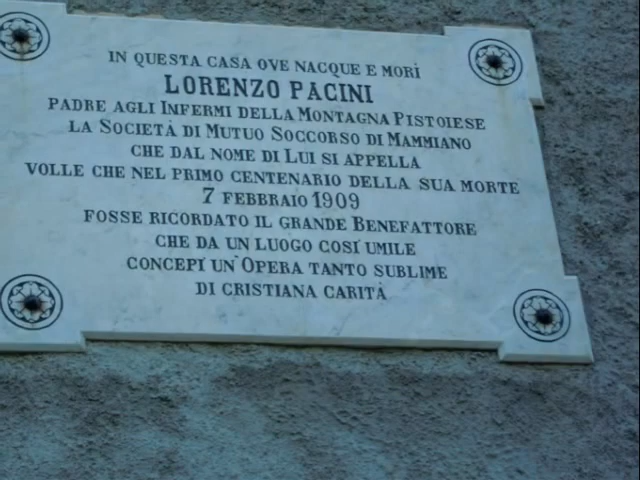 IN QUESTA CASA OVE NACQUE E MORÌ
LORENZO PACINI
PADRE AGLI INFERMI DELLA MONTAGNA PISTOIESE
LA SOCIETÀ DI MUTUO SOCCORSO DI MAMMIANO
CHE DAL NOME DI LUI SI APPELLA
VOLLE CHE NEL PRIMO CENTENARIO DELLA SUA MORTE
7 FEBBRAIO 1909
FOSSE RICORDATO IL GRANDE BENEFATTORE
CHE DA UN LUOGO COSÍ UMILE
CONCEPÍ UN'OPERA TANTO SUBLIME
DI CRISTIANA CARITÀ